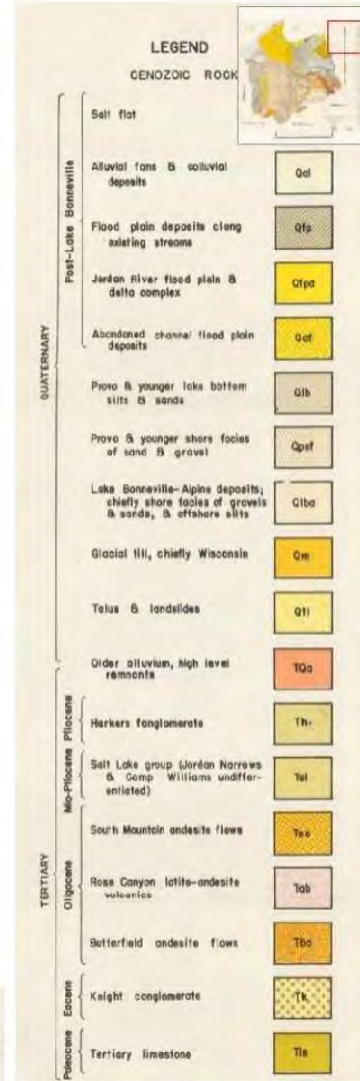 LEGEND
CENOZOIC ROCK
QUATERNARY
Post-Lake Bonneville
Salt flat
Alluvial fans & colluvial
deposits
Qal
Flood plain deposits along
existing streams
Qfp
Jordan River flood plain &
delta complex
Qfpd
Abandoned channel flood plain
deposits
Qaf
Provo & younger lake bottom
silts & sands
Qlb
Provo & younger shore facies
of sand & gravel
Qpsf
Lake Bonneville-Alpine deposits;
chiefly shore facies of gravels
& sands, & offshore silts
Qlba
Glacial till, chiefly Wisconsin
Qm
Talus & landslides
Qtl
Older alluvium, high level
remnants
TQa
TERTIARY
Pliocene
Harkers fanglomerate
Th
Mio-Pliocene
Salt Lake group (Jordan Narrows
& Camp Williams undiffer-
entiated)
Tsl
Oligocene
South Mountain andesite flows
Rose Canyon latite-andesite
volcanics
Tab
Butterfield andesite flows
Tba
Eocene
Knight conglomerate
Tk
Paleocene
Tertiary limestone
Tls